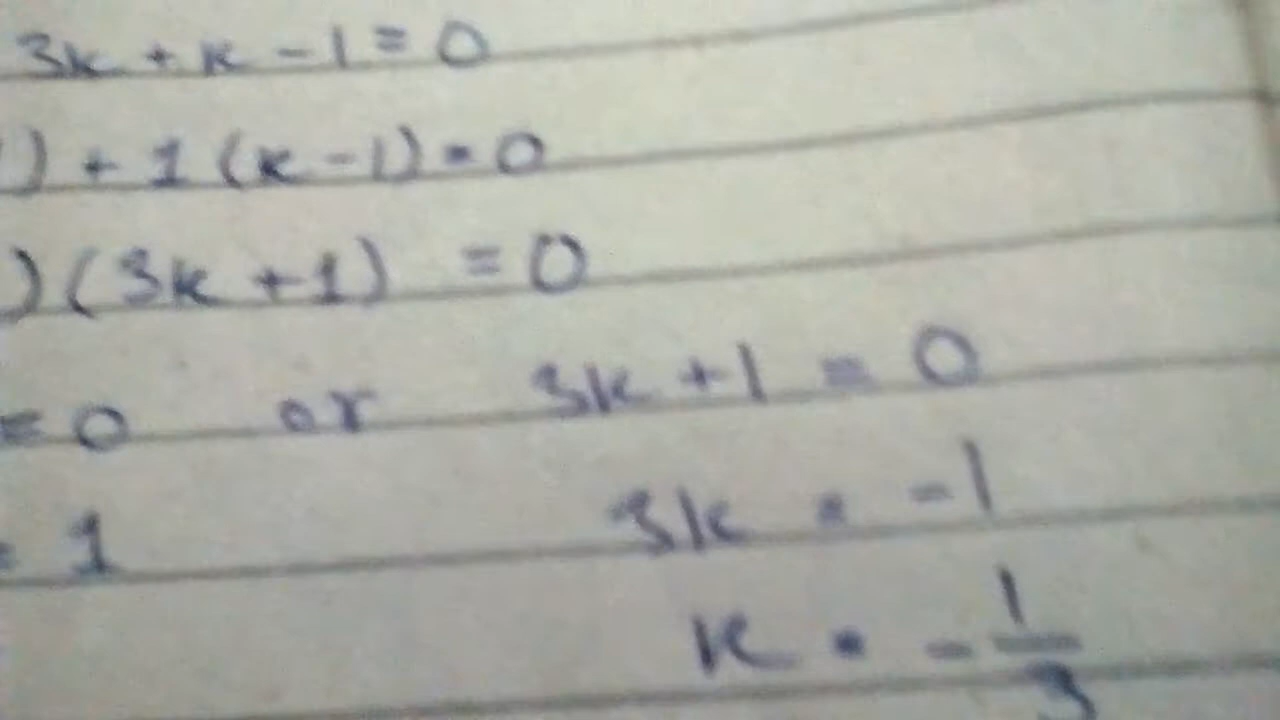 3k + k - 1 = 0
) + 1 (k - 1) = 0
) (3k + 1) = 0
= 0 or 3k + 1 = 0
= 1 3k = -1
k = - 1/3